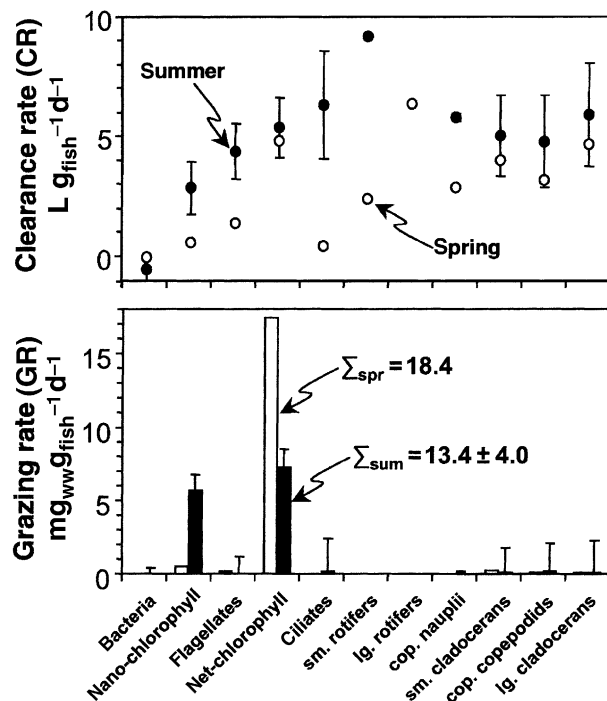 Clearance rate (CR)
L g_fish⁻¹d⁻¹
10
5
0
Summer
Spring
Grazing rate (GR)
mg_ww g_fish⁻¹d⁻¹
15
10
5
0
∑spr = 18.4
∑sum = 13.4 ± 4.0
Bacteria
Nano-chlorophyll
Flagellates
Net-chlorophyll
Ciliates
sm. rotifers
lg. rotifers
cop. nauplii
sm. cladocerans
cop. copepodids
lg. cladocerans